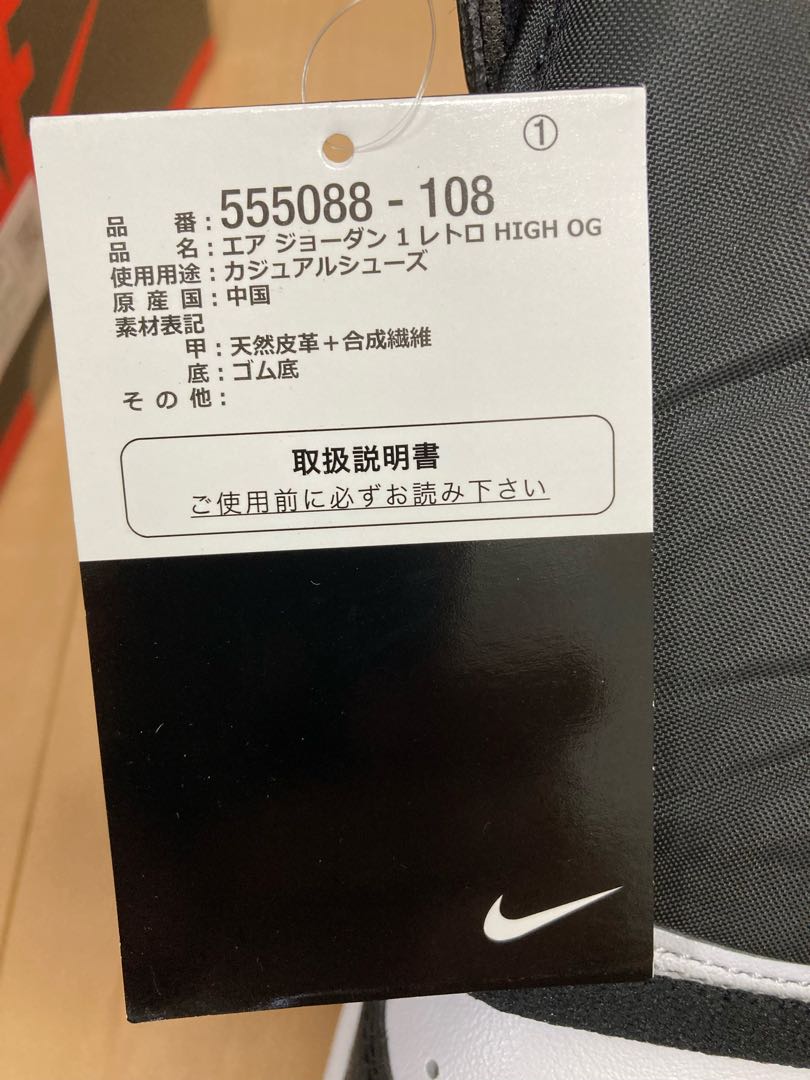 ①
品番：555088 - 108
品名：エア ジョーダン 1 レトロ HIGH OG
使用用途：カジュアルシューズ
原産国：中国
素材表記
甲：天然皮革＋合成繊維
底：ゴム底
その他：
取扱説明書
ご使用前に必ずお読み下さい